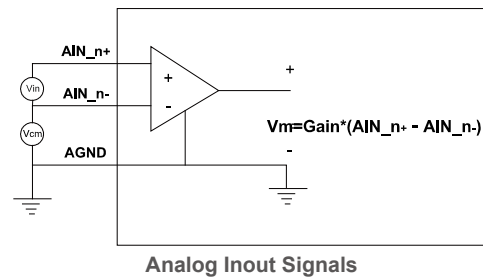 AIN_n+
+
+
Vin
AIN_n-
-
Vm=Gain*(AIN_n+ - AIN_n-)
Vcm
AGND
-
Analog Inout Signals